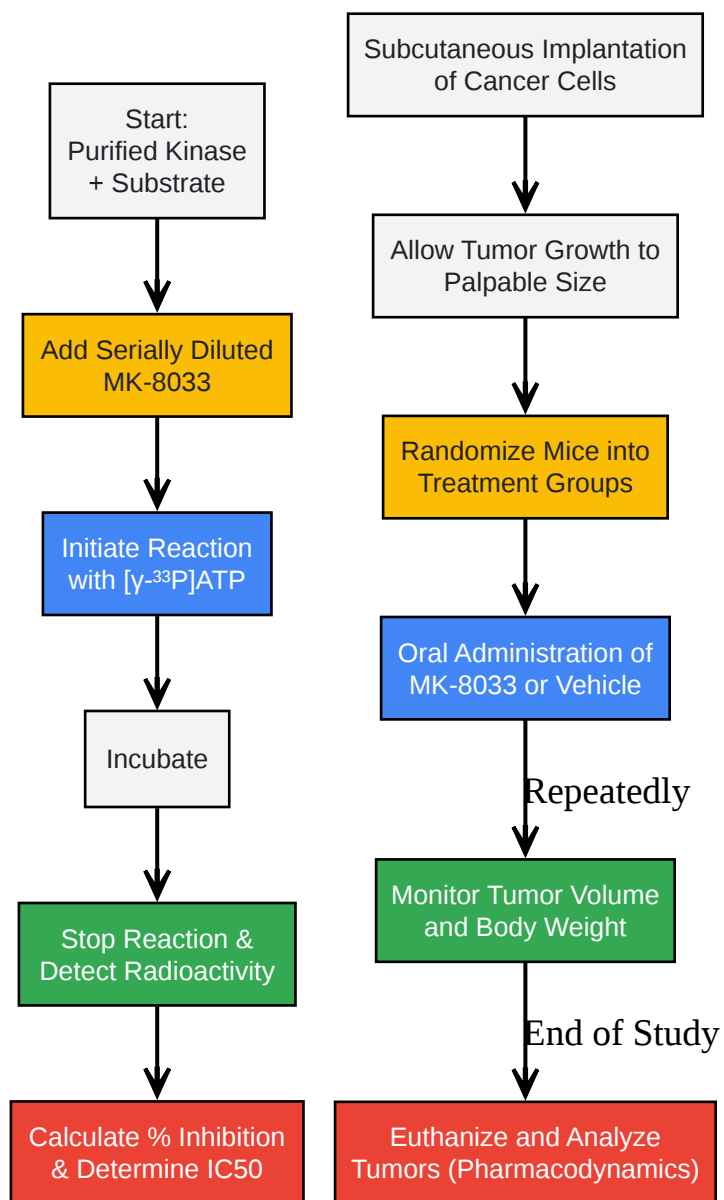 Start:
Purified Kinase
+ Substrate
Add Serially Diluted
MK-8033
Initiate Reaction
with [γ-³³P]ATP
Incubate
Stop Reaction &
Detect Radioactivity
Calculate % Inhibition
& Determine IC50
Subcutaneous Implantation
of Cancer Cells
Allow Tumor Growth to
Palpable Size
Randomize Mice into
Treatment Groups
Oral Administration of
MK-8033 or Vehicle
Repeatedly
Monitor Tumor Volume
and Body Weight
End of Study
Euthanize and Analyze
Tumors (Pharmacodynamics)